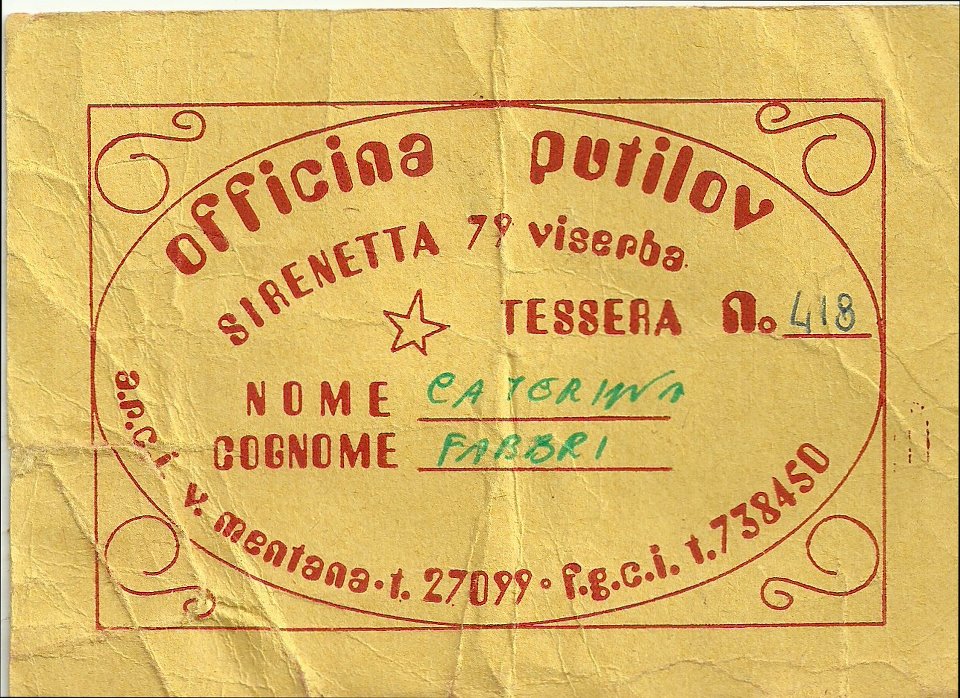 officina putilov
SIRENETTA 79 viserba
TESSERA n. 418
NOME CATERINA
COGNOME FABBRI
a.r.c.i. v. mentana · t. 27099 · f.g.c.i. t. 738450